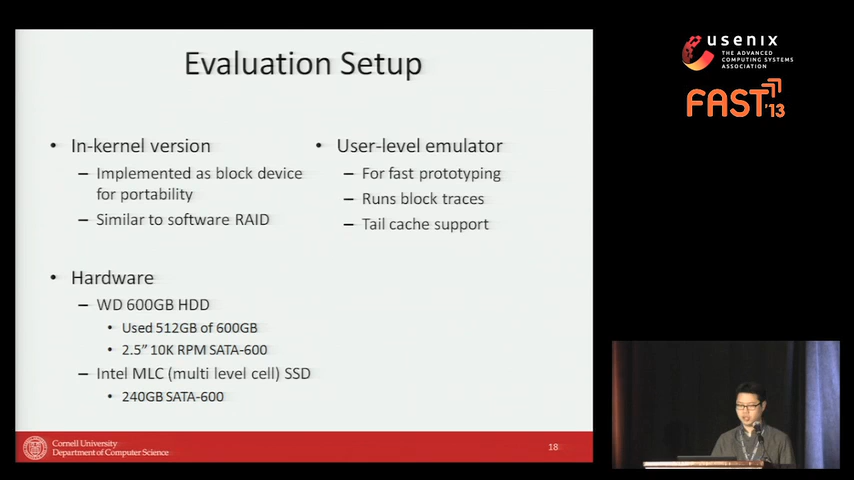 Evaluation Setup
• In-kernel version
– Implemented as block device
for portability
– Similar to software RAID
• User-level emulator
– For fast prototyping
– Runs block traces
– Tail cache support
• Hardware
– WD 600GB HDD
• Used 512GB of 600GB
• 2.5” 10K RPM SATA-600
– Intel MLC (multi level cell) SSD
• 240GB SATA-600
Cornell University
Department of Computer Science
18
usenix
THE ADVANCED
COMPUTING SYSTEMS
ASSOCIATION
FAST '13